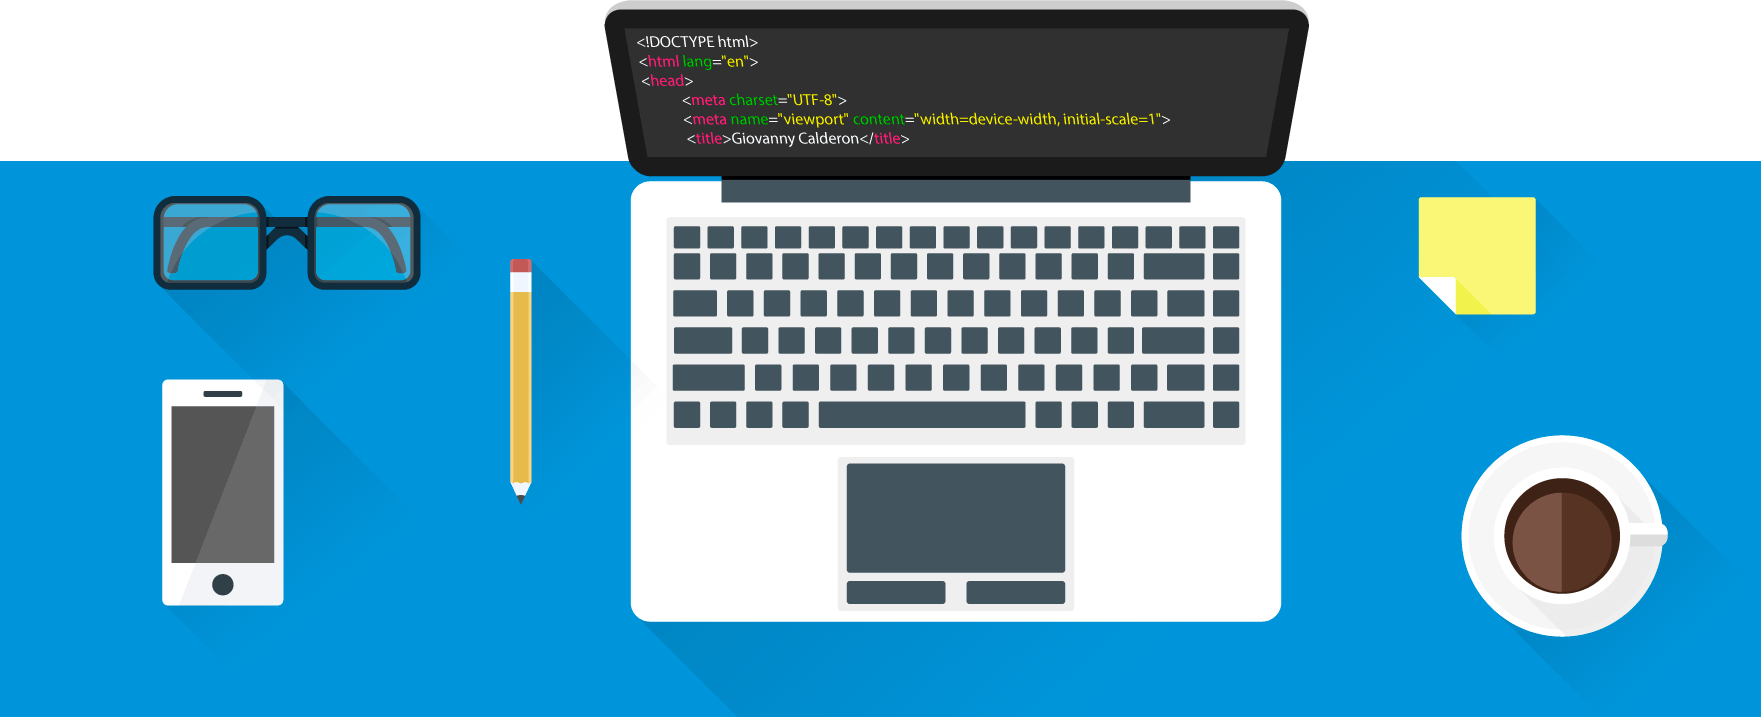 <!DOCTYPE html>
<html lang="en">
<head>
<meta charset="UTF-8">
<meta name="viewport" content="width=device-width, initial-scale=1">
<title>Giovanny Calderon</title>